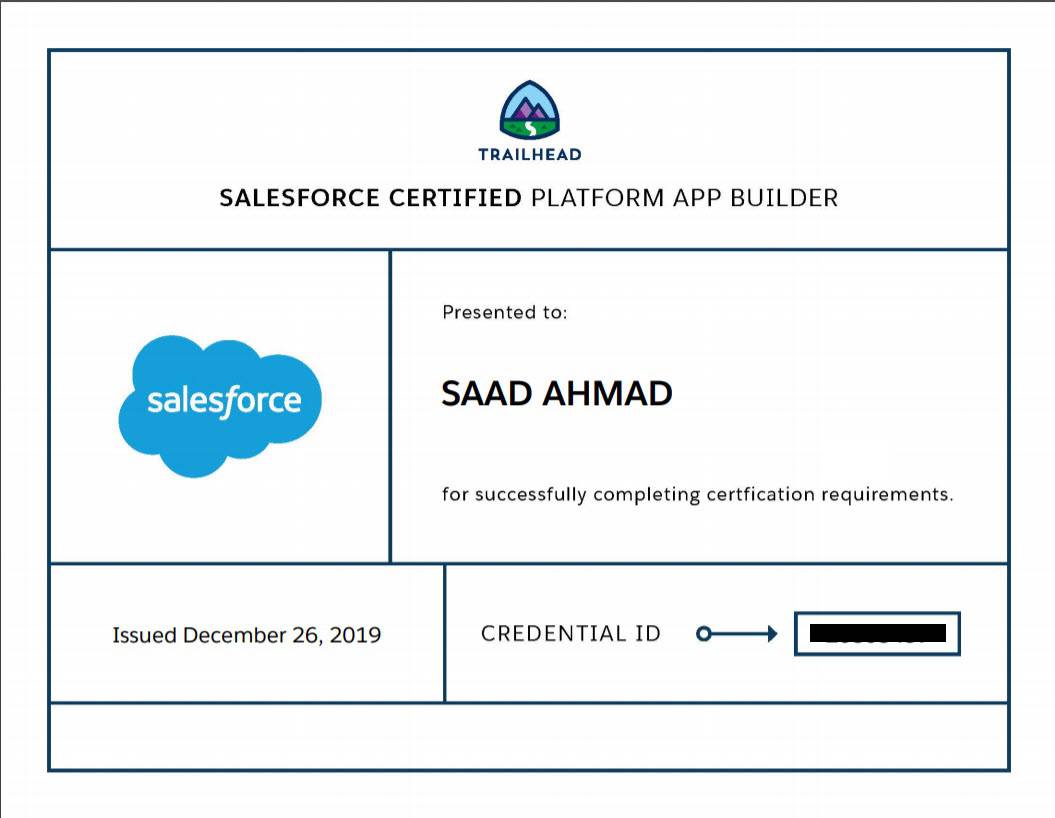 TRAILHEAD
SALESFORCE CERTIFIED PLATFORM APP BUILDER
salesforce
Presented to:
SAAD AHMAD
for successfully completing certfication requirements.
Issued December 26, 2019
CREDENTIAL ID